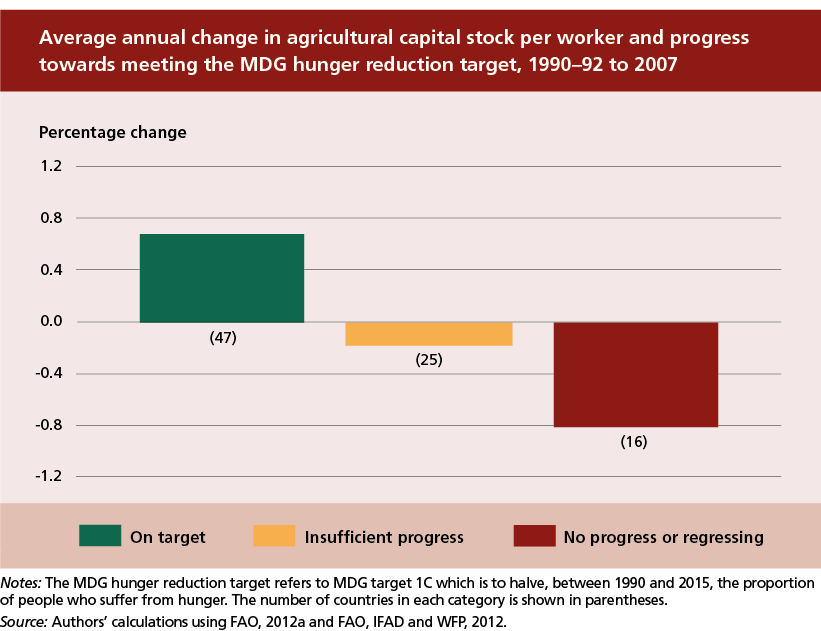 Average annual change in agricultural capital stock per worker and progress
towards meeting the MDG hunger reduction target, 1990–92 to 2007
Percentage change
1.2
0.8
0.4
0.0
(47)
(25)
-0.4
-0.8
(16)
-1.2
On target
Insufficient progress
No progress or regressing
Notes: The MDG hunger reduction target refers to MDG target 1C which is to halve, between 1990 and 2015, the proportion
of people who suffer from hunger. The number of countries in each category is shown in parentheses.
Source: Authors’ calculations using FAO, 2012a and FAO, IFAD and WFP, 2012.